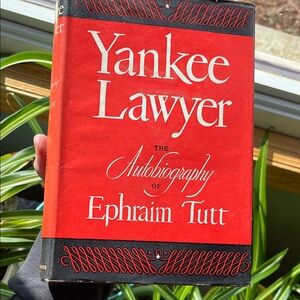 Yankee
Lawyer
THE
Autobiography
OF
Ephraim Tutt